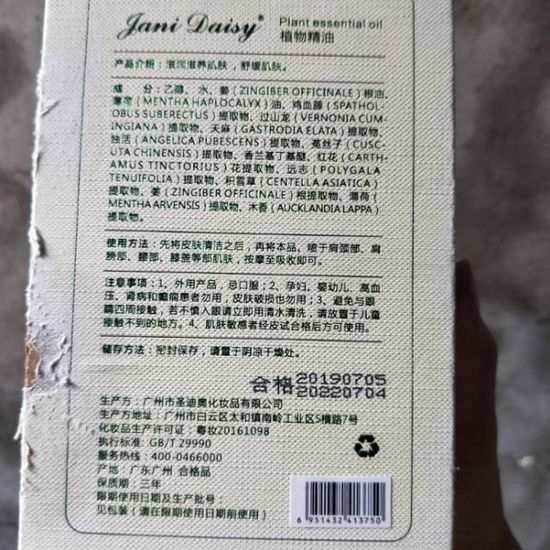 Jani Daisy®
Plant essential oil
植物精油
产品介绍：滋润滋养肌肤，舒缓肌肤。
成 分：乙醇、水、姜（ZINGIBER OFFICINALE）根油、
薄荷（MENTHA HAPLOCALYX）油、鸡血藤（SPATHOL-
OBUS SUBERECTUS）提取物、过山龙（VERNONIA CUM-
INGIANA）提取物、天麻（GASTRODIA ELATA）提取物、
独活（ANGELICA PUBESCENS）提取物、菟丝子（CUSC-
UTA CHINENSIS）提取物、香兰基丁基醚、红花（CARTH-
AMUS TINCTORIUS）花提取物、远志（POLYGALA
TENUIFOLIA）提取物、积雪草（CENTELLA ASIATICA）
提取物、姜（ZINGIBER OFFICINALE）根提取物、薄荷（
MENTHA ARVENSIS）提取物、木香（AUCKLANDIA LAPPA）
提取物。
使用方法：先将皮肤清洁之后，再将本品、喷于肩颈部、肩
膀部、腰部、膝盖等部肌肤，按摩至吸收即可。
注意事项：1、外用产品，忌口服；2、孕妇、婴幼儿、高血
压、肾病和癫痫患者勿用，皮肤破损也勿用；3、避免与眼
睛四周接触，若不慎入眼请立即用清水清洗，请放置于儿童
接触不到的地方。4、肌肤敏感者经皮试合格后方可使用。
储存方法：密封保存，请置于阴凉干燥处。
合格20190705
20220704
生产方：广州市圣迪奥化妆品有限公司
生产方地址：广州市白云区太和镇南岭工业区5横路7号
化妆品生产许可证：粤妆20161098
执行标准：GB/T 29990
服务热线：400-0466000
产地：广东广州 合格品
保质期：三年
限期使用日期及生产批号：
见包装（请在限期使用日期前使用）
6 951432 413750